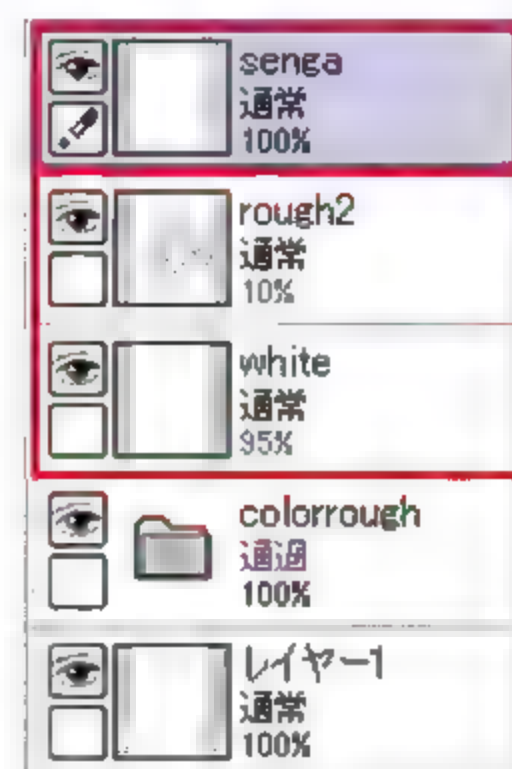 senga
通常
100%
rough2
通常
10%
white
通常
95%
colorrough
通過
100%
レイヤー1
通常
100%